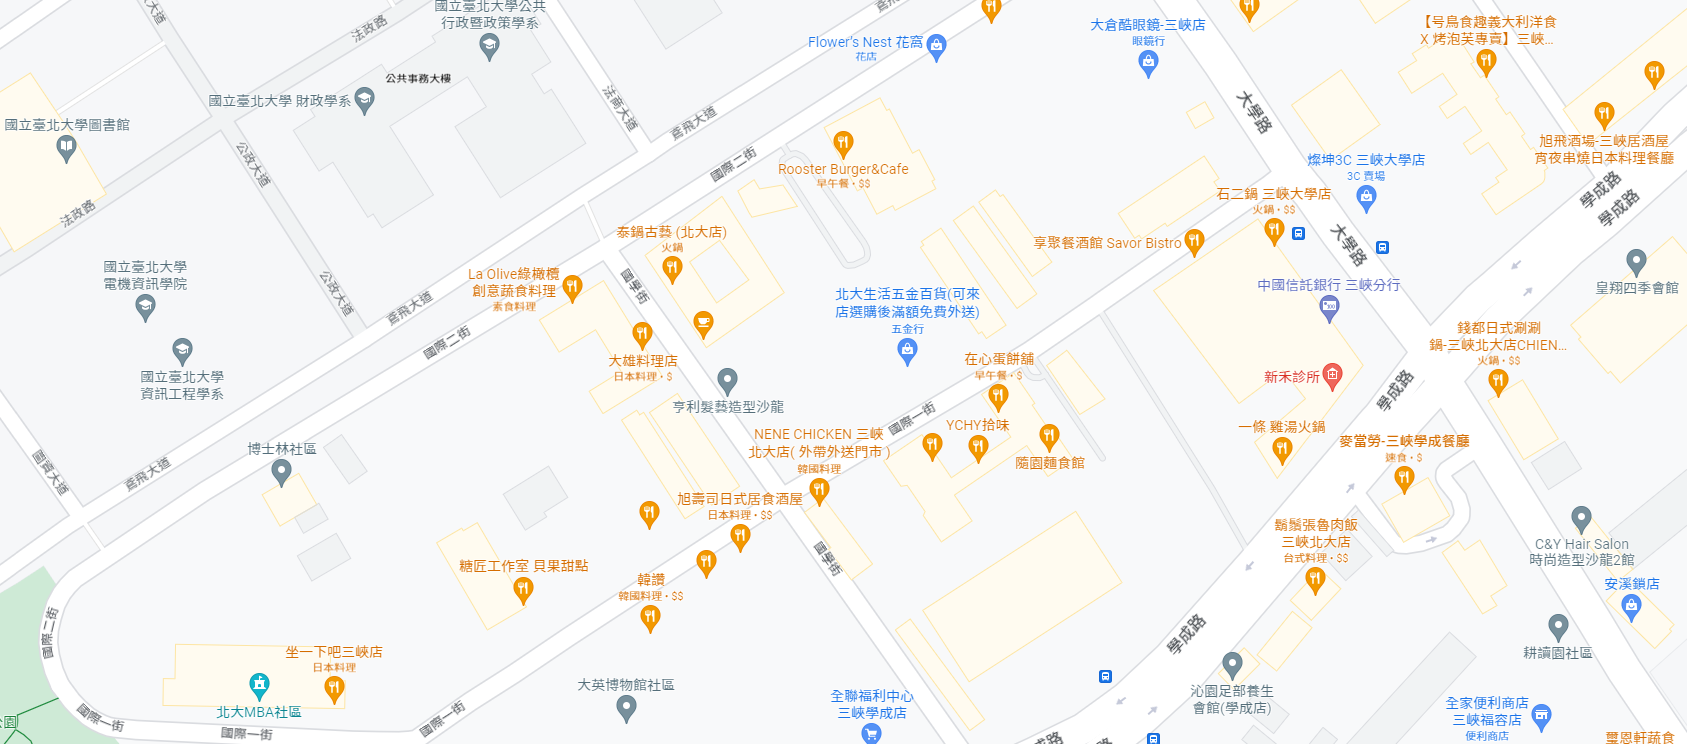 國立臺北大學公共
行政暨政策學系
法政路
大道
鳶飛大道
Flower's Nest 花窩
花店
大倉酷眼鏡-三峽店
眼鏡行
【号鳥食趣義大利洋食
X 烤泡芙專賣】三峽...
公共事務大樓
國立臺北大學 財政學系
國立臺北大學圖書館
法商大道
鳶飛大道
大學路
旭飛酒場-三峽居酒屋
宵夜串燒日本料理餐廳
公政大道
國際二街
Rooster Burger&Cafe
早午餐・$$
燦坤3C 三峽大學店
3C 賣場
石二鍋 三峽大學店
火鍋・$$
學成路
學成路
法政路
泰鍋古藝 (北大店)
火鍋
享聚餐酒館 Savor Bistro
大學路
國立臺北大學
電機資訊學院
La Olive綠橄欖
創意蔬食料理
素食料理
公政大道
國學街
鳶飛大道
北大生活五金百貨(可來
店選購後滿額免費外送)
五金行
中國信託銀行 三峽分行
皇翔四季會館
國際二街
國立臺北大學
資訊工程學系
大雄料理店
日本料理・$
在心蛋餅舖
早午餐・$
錢都日式涮涮
鍋-三峽北大店CHIEN...
火鍋・$$
新禾診所
學成路
亨利髮藝造型沙龍
國際一街
YCHY拾味
一條 雞湯火鍋
NENE CHICKEN 三峽
北大店( 外帶外送門市 )
韓國料理
麥當勞-三峽學成餐廳
速食・$
博士林社區
隨園麵食館
國賓大道
鳶飛大道
旭壽司日式居食酒屋
日本料理・$$
鬍鬚張魯肉飯
三峽北大店
台式料理・$$
國學街
C&Y Hair Salon
時尚造型沙龍2館
糖匠工作室 貝果甜點
韓讚
韓國料理・$$
安溪鎖店
國際二街
學成路
坐一下吧三峽店
日本料理
耕讀園社區
大英博物館社區
沁園足部養生
會館(學成店)
全聯福利中心
三峽學成店
北大MBA社區
全家便利商店
三峽福容店
便利商店
公園
國際一街
國際一街
國際一街
成路
路
璽恩軒蔬食